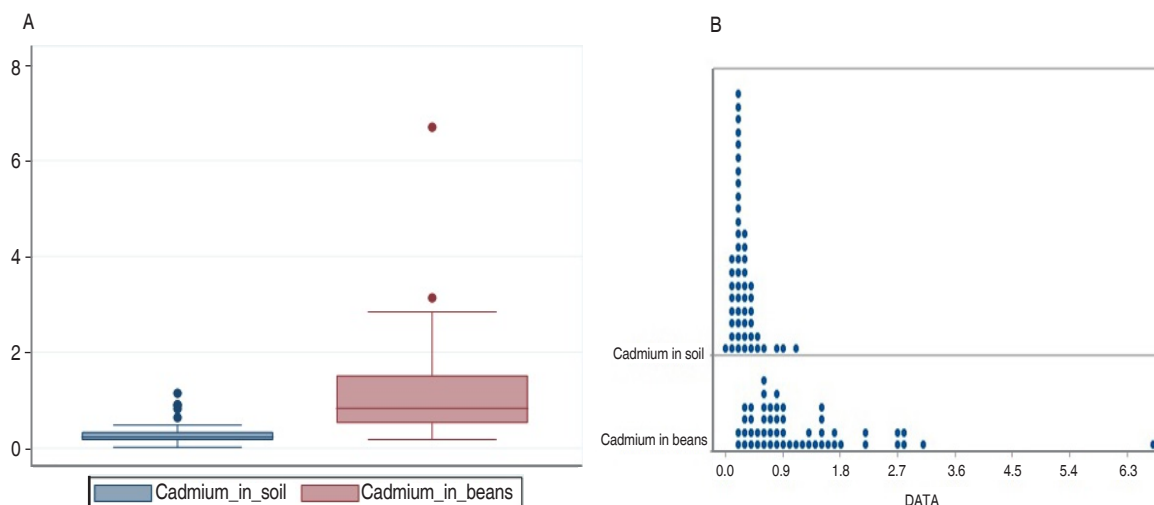 A
8
6
4
2
0
Cadmium_in_soil Cadmium_in_beans
B
Cadmium in soil
Cadmium in beans
0.0 0.9 1.8 2.7 3.6 4.5 5.4 6.3
DATA